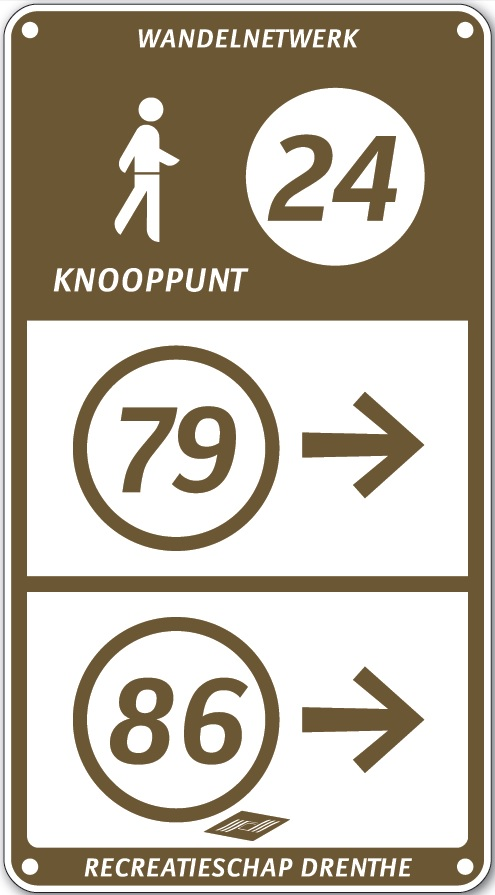 WANDELNETWERK
24
KNOOPPUNT
79
86
RECREATIESCHAP DRENTHE